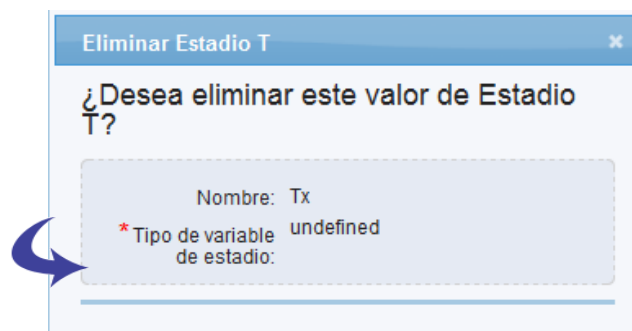 Eliminar Estadio T
¿Desea eliminar este valor de Estadio
T?
Nombre: Tx
*Tipo de variable undefined
de estadio: